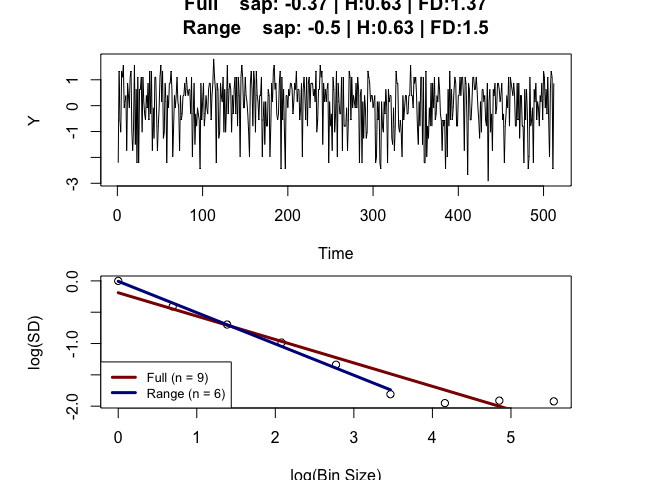 Full    sap: -0.37 | H:0.63 | FD:1.37
Range    sap: -0.5 | H:0.63 | FD:1.5
Y
1
0
-1
-3
0 100 200 300 400 500
Time
log(SD)
0.0
-1.0
-2.0
Full (n = 9)
Range (n = 6)
0 1 2 3 4 5
log(Bin Size)